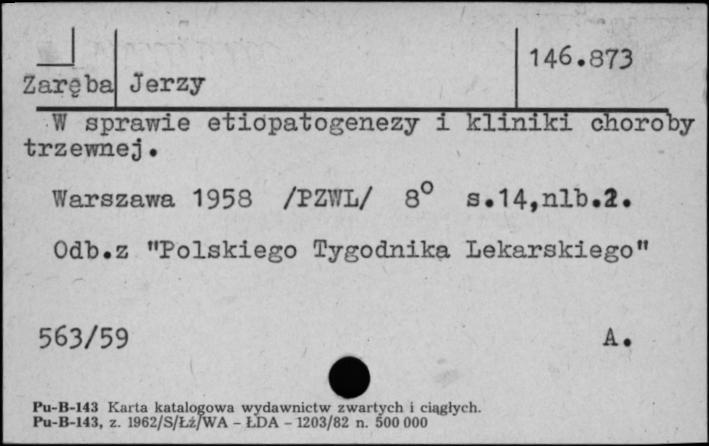 146.873
Zaręba Jerzy
W sprawie etiopatogenezy i kliniki choroby
trzewnej.
Warszawa 1958 /PZWL/ 8° s.14,nlb.2.
Odb.z "Polskiego Tygodnika Lekarskiego"
563/59 A.
Pu-B-143 Karta katalogowa wydawnictw zwartych i ciągłych.
Pu-B-143, z. 1962/S/Łż/WA – ŁDA – 1203/82 n. 500 000